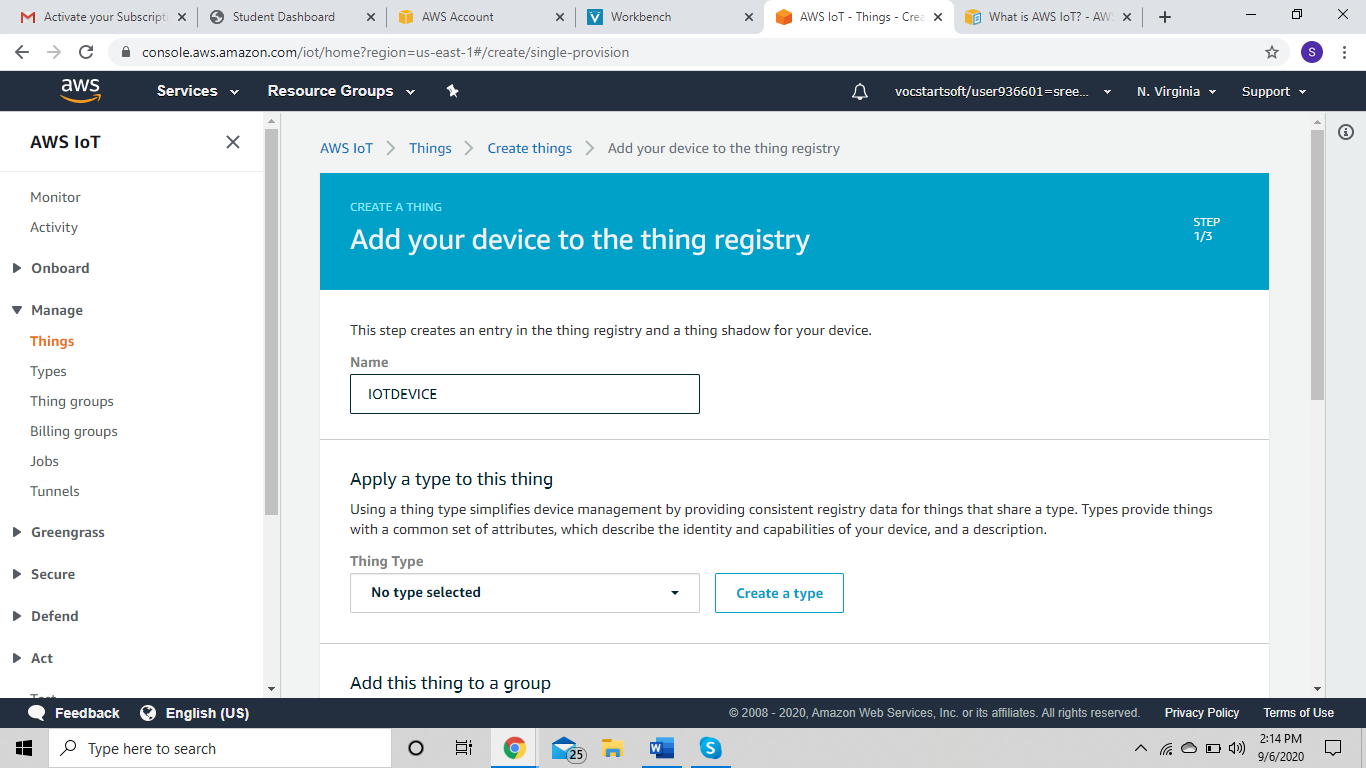 Activate your Subscripti
Student Dashboard
AWS Account
Workbench
AWS IoT - Things - Crea
What is AWS IoT? - AW
console.aws.amazon.com/iot/home?region=us-east-1#/create/single-provision
S
aws
Services
Resource Groups
vocstartsoft/user936601=sree...
N. Virginia
Support
AWS IoT
Monitor
Activity
Onboard
Manage
Things
Types
Thing groups
Billing groups
Jobs
Tunnels
Greengrass
Secure
Defend
Act
Test
AWS IoT
Things
Create things
Add your device to the thing registry
CREATE A THING
Add your device to the thing registry
STEP
1/3
This step creates an entry in the thing registry and a thing shadow for your device.
Name
IOTDEVICE
Apply a type to this thing
Using a thing type simplifies device management by providing consistent registry data for things that share a type. Types provide things
with a common set of attributes, which describe the identity and capabilities of your device, and a description.
Thing Type
No type selected
Create a type
Add this thing to a group
Feedback
English (US)
© 2008 - 2020, Amazon Web Services, Inc. or its affiliates. All rights reserved.
Privacy Policy
Terms of Use
Type here to search
25
2:14 PM
9/6/2020